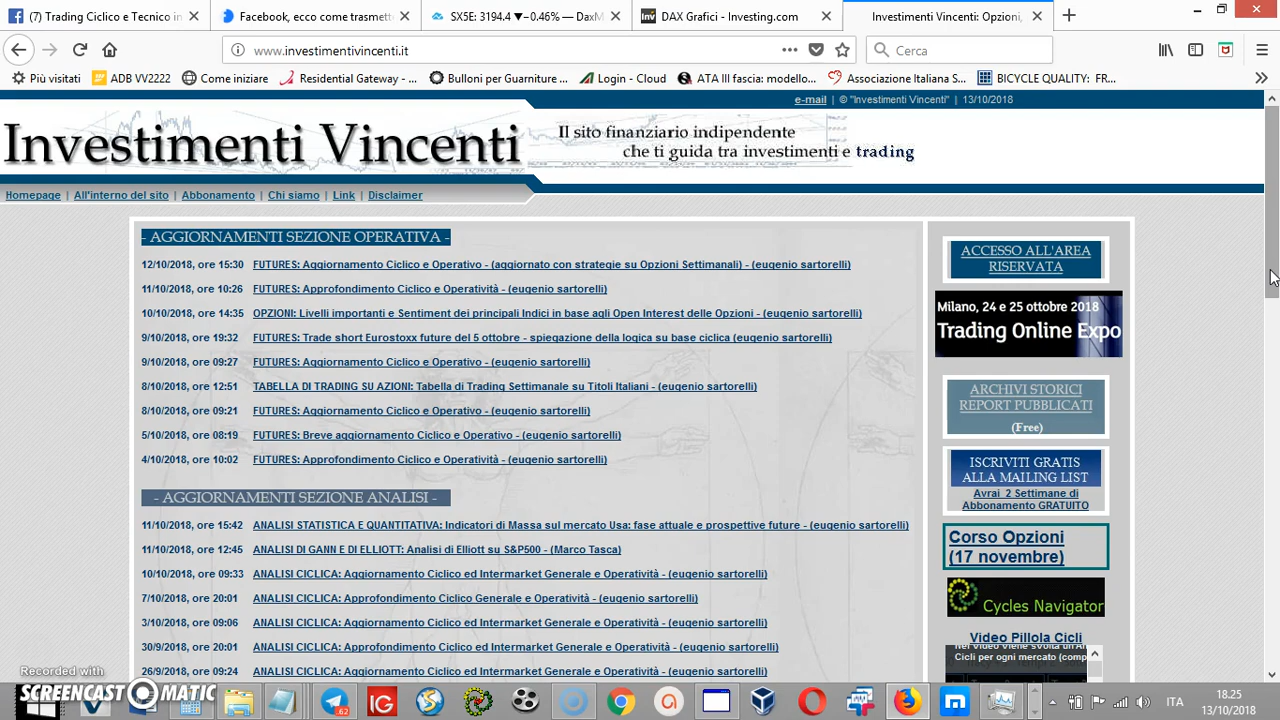 (7) Trading Ciclico e Tecnico in
Facebook, ecco come trasmett
SX5E: 3194.4 ▼−0.46% — DaxM
DAX Grafici - Investing.com
Investimenti Vincenti: Opzioni,
www.investimentivincenti.it
Cerca
Più visitati
ADB VV2222
Come iniziare
Residential Gateway - ...
Bulloni per Guarniture ...
Login - Cloud
ATA III fascia: modello...
Associazione Italiana S...
BICYCLE QUALITY: FR...
e-mail | © "Investimenti Vincenti" | 13/10/2018
Investimenti Vincenti
Il sito finanziario indipendente
che ti guida tra investimenti e trading
Homepage | All'interno del sito | Abbonamento | Chi siamo | Link | Disclaimer
- AGGIORNAMENTI SEZIONE OPERATIVA -
12/10/2018, ore 15:30 FUTURES: Aggiornamento Ciclico e Operativo - (aggiornato con strategie su Opzioni Settimanali) - (eugenio sartorelli)
11/10/2018, ore 10:26 FUTURES: Approfondimento Ciclico e Operatività - (eugenio sartorelli)
10/10/2018, ore 14:35 OPZIONI: Livelli importanti e Sentiment dei principali Indici in base agli Open Interest delle Opzioni - (eugenio sartorelli)
9/10/2018, ore 19:32 FUTURES: Trade short Eurostoxx future del 5 ottobre - spiegazione della logica su base ciclica (eugenio sartorelli)
9/10/2018, ore 09:27 FUTURES: Aggiornamento Ciclico e Operativo - (eugenio sartorelli)
8/10/2018, ore 12:51 TABELLA DI TRADING SU AZIONI: Tabella di Trading Settimanale su Titoli Italiani - (eugenio sartorelli)
8/10/2018, ore 09:21 FUTURES: Aggiornamento Ciclico e Operativo - (eugenio sartorelli)
5/10/2018, ore 08:19 FUTURES: Breve aggiornamento Ciclico e Operativo - (eugenio sartorelli)
4/10/2018, ore 10:02 FUTURES: Approfondimento Ciclico e Operatività - (eugenio sartorelli)
- AGGIORNAMENTI SEZIONE ANALISI -
11/10/2018, ore 15:42 ANALISI STATISTICA E QUANTITATIVA: Indicatori di Massa sul mercato Usa: fase attuale e prospettive future - (eugenio sartorelli)
11/10/2018, ore 12:45 ANALISI DI GANN E DI ELLIOTT: Analisi di Elliott su S&P500 - (Marco Tasca)
10/10/2018, ore 09:33 ANALISI CICLICA: Aggiornamento Ciclico ed Intermarket Generale e Operatività - (eugenio sartorelli)
7/10/2018, ore 20:01 ANALISI CICLICA: Approfondimento Ciclico Generale e Operatività - (eugenio sartorelli)
3/10/2018, ore 09:06 ANALISI CICLICA: Aggiornamento Ciclico ed Intermarket Generale e Operatività - (eugenio sartorelli)
30/9/2018, ore 20:01 ANALISI CICLICA: Approfondimento Ciclico ed Intermarket Generale e Operatività - (eugenio sartorelli)
26/9/2018, ore 09:24 ANALISI CICLICA: Aggiornamento Ciclico ed Intermarket Generale e Operatività - (eugenio sartorelli)
ACCESSO ALL'AREA
RISERVATA
Milano, 24 e 25 ottobre 2018
Trading Online Expo
ARCHIVI STORICI
REPORT PUBBLICATI
(Free)
ISCRIVITI GRATIS
ALLA MAILING LIST
Avrai 2 Settimane di
Abbonamento GRATUITO
Corso Opzioni
(17 novembre)
Cycles Navigator
Video Pillola Cicli
nel video viene svolta un'An
Cicli per ogni mercato (comp
Recorded with
SCREENCAST MATIC
62
IG
ITA
18.25
13/10/2018